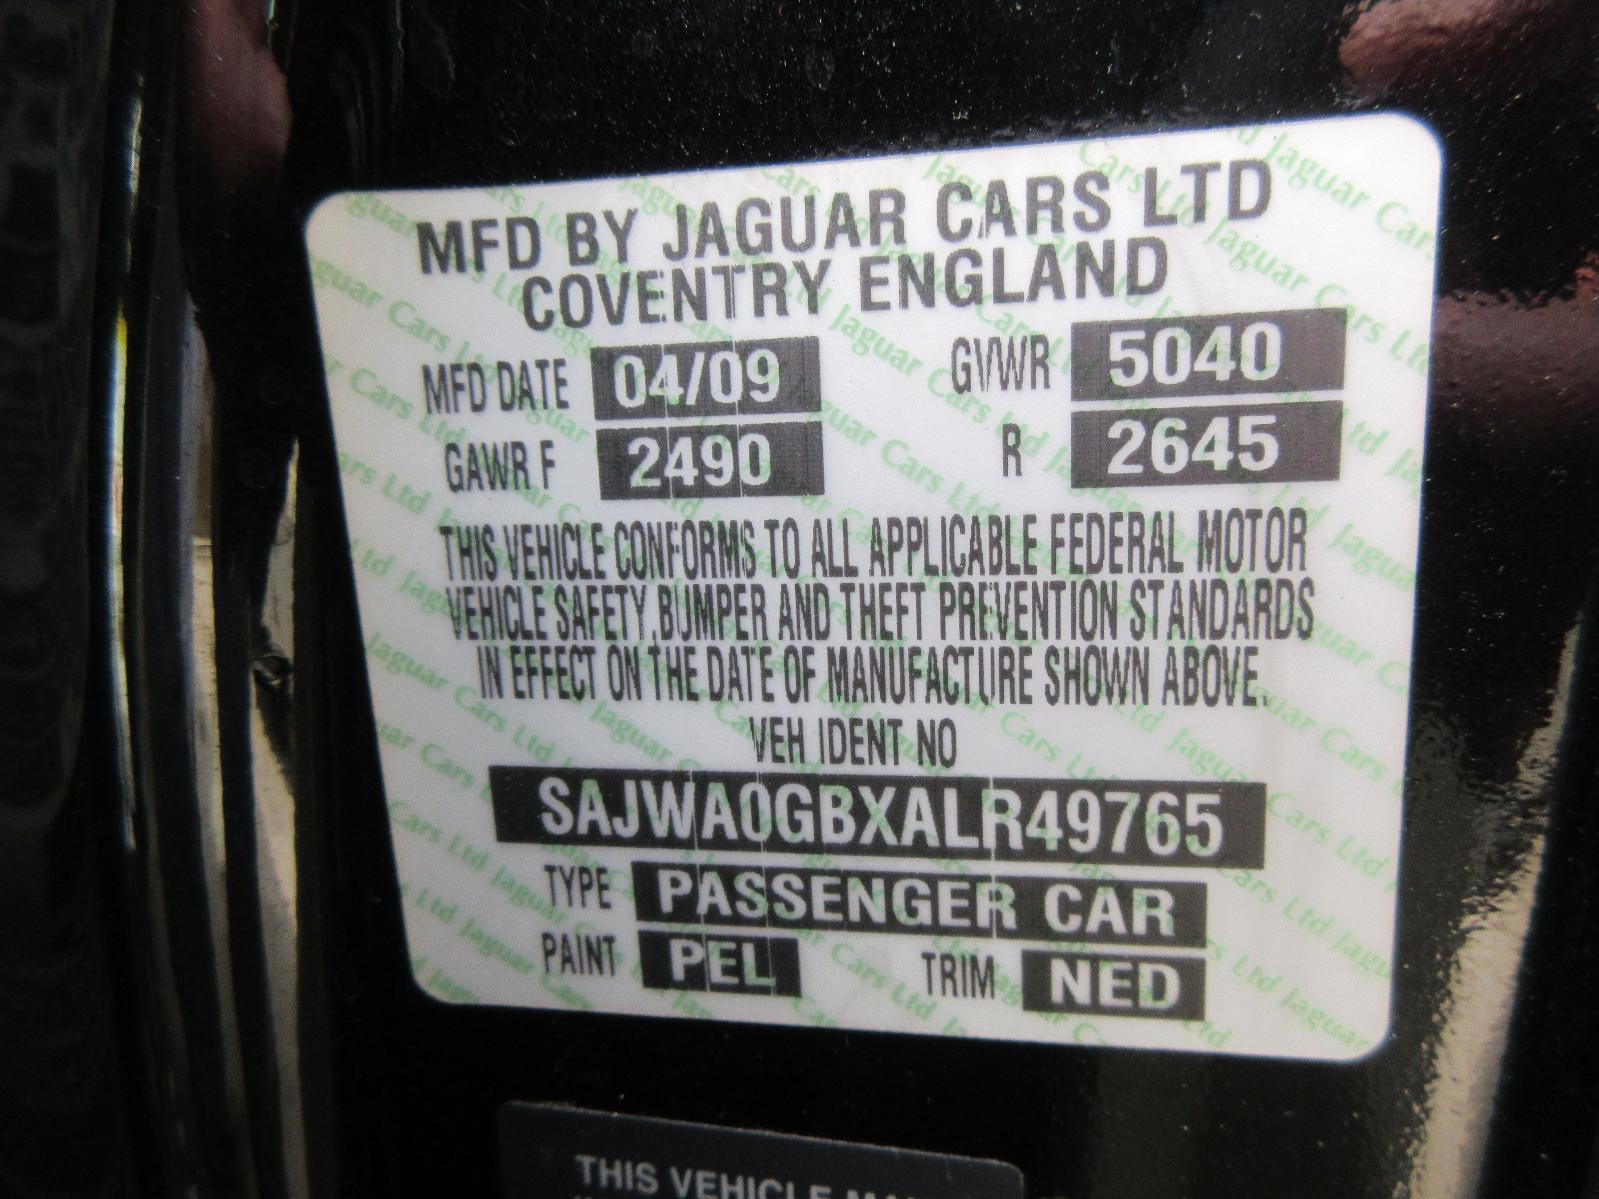 MFD BY JAGUAR CARS LTD
COVENTRY ENGLAND
MFD DATE 04/09 GVWR 5040
GAWR F 2490 R 2645
THIS VEHICLE CONFORMS TO ALL APPLICABLE FEDERAL MOTOR
VEHICLE SAFETY, BUMPER AND THEFT PREVENTION STANDARDS
IN EFFECT ON THE DATE OF MANUFACTURE SHOWN ABOVE.
VEH IDENT NO
SAJWA0GBXALR49765
TYPE PASSENGER CAR
PAINT PEL TRIM NED
THIS VEHICLE